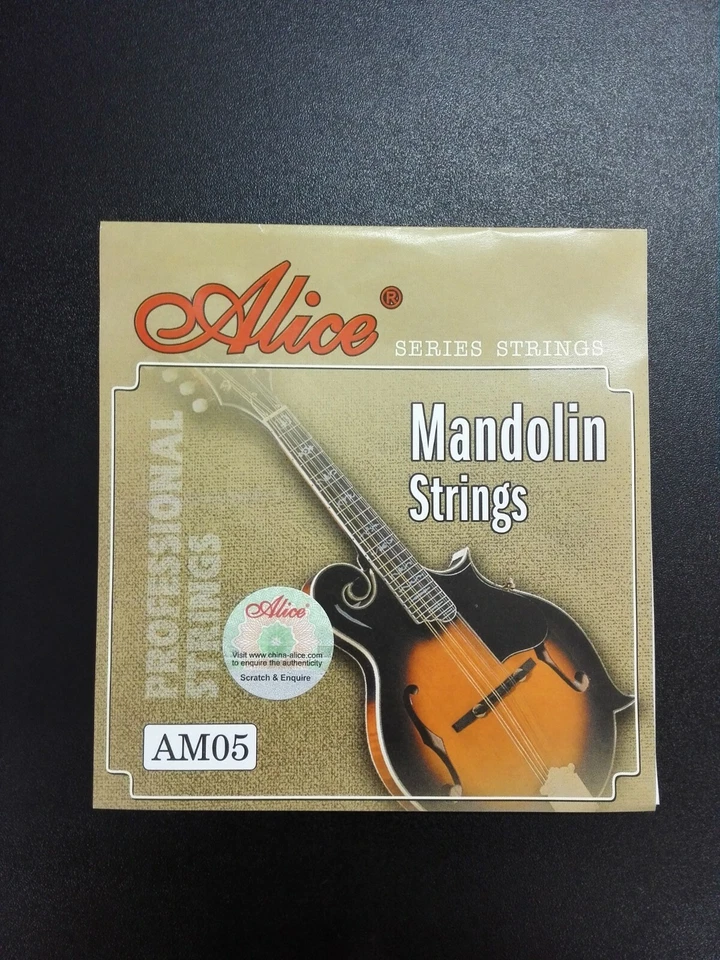 Alice®
SERIES STRINGS
Mandolin
Strings
PROFESSIONAL
STRINGS
Alice®
Visit www.china-alice.com
to enquire the authenticity
Scratch & Enquire
AM05